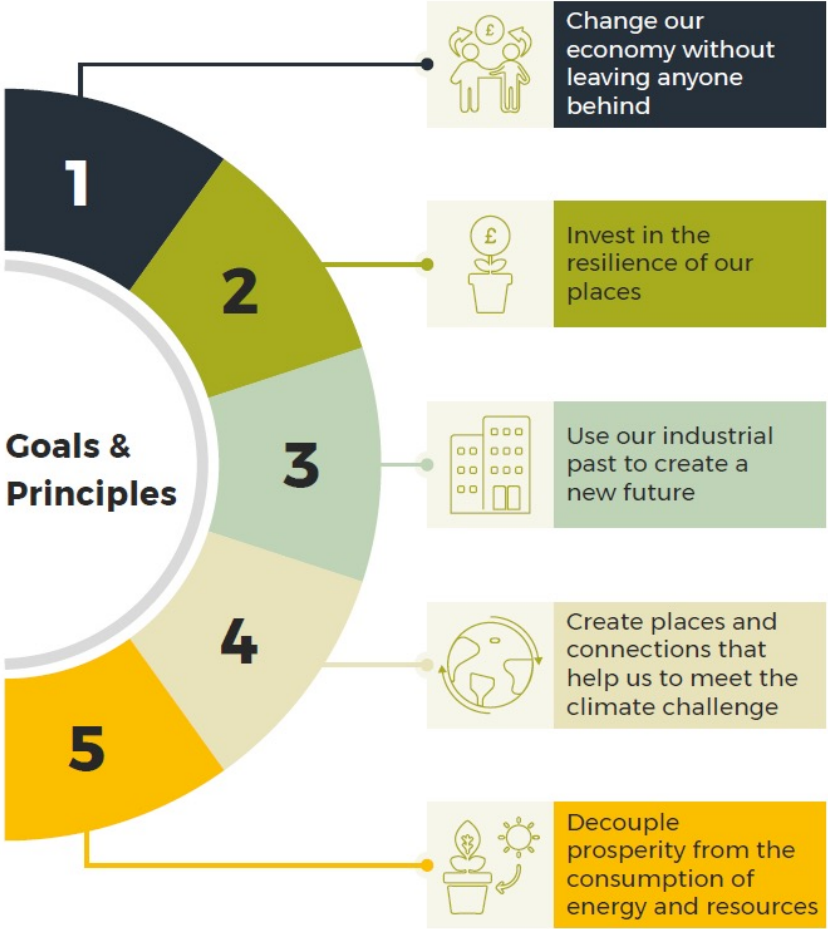 Goals &
Principles
1
£
Change our
economy without
leaving anyone
behind
2
£
Invest in the
resilience of our
places
3
Use our industrial
past to create a
new future
4
Create places and
connections that
help us to meet the
climate challenge
5
Decouple
prosperity from the
consumption of
energy and resources